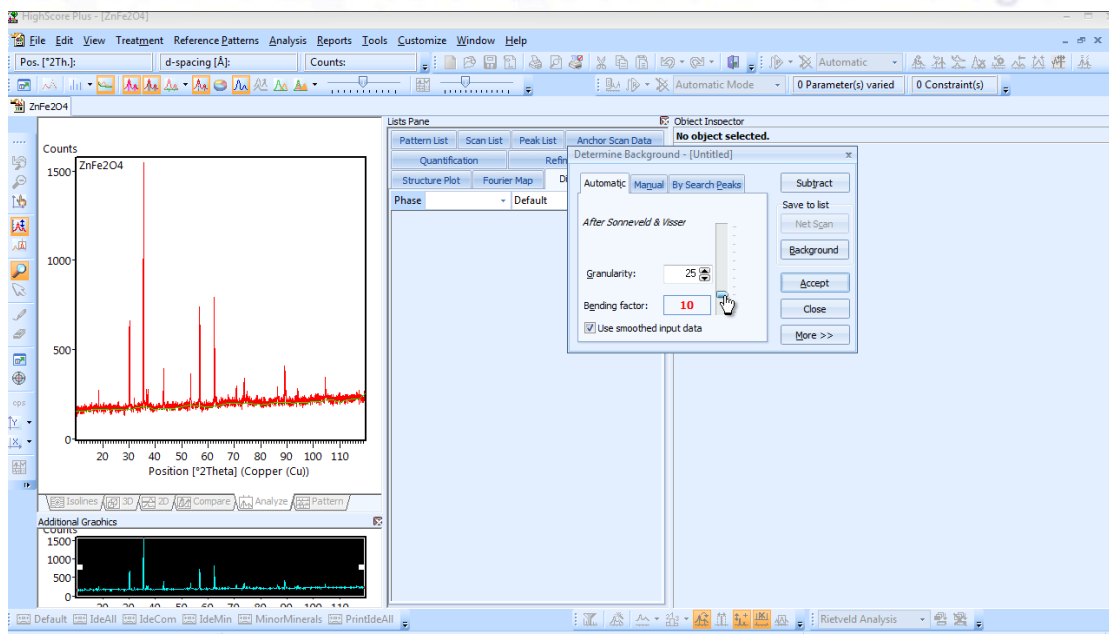 HighScore Plus - [ZnFe2O4]
File Edit View Treatment Reference Patterns Analysis Reports Tools Customize Window Help
Pos. [°2Th.]: d-spacing [Å]: Counts: Automatic
Automatic Mode 0 Parameter(s) varied 0 Constraint(s)
ZnFe2O4
Lists Pane Object Inspector
Pattern List Scan List Peak List Anchor Scan Data No object selected.
Quantification Refin
Structure Plot Fourier Map Di
Phase Default
Determine Background - [Untitled]
Automatic Manual By Search Peaks Subtract
Save to list
After Sonneveld & Visser Net Scan
Background
Granularity: 25 Accept
Bending factor: 10 Close
Use smoothed input data More >>
Counts
ZnFe2O4
1500
1000
500
0
20 30 40 50 60 70 80 90 100 110
Position [°2Theta] (Copper (Cu))
cps
Isolines 3D 2D Compare Analyze Pattern
Additional Graphics
Counts
1500
1000
500
0
20 30 40 50 60 70 80 90 100 110
Default IdeAll IdeCom IdeMin MinorMinerals PrintIdeAll Rietveld Analysis